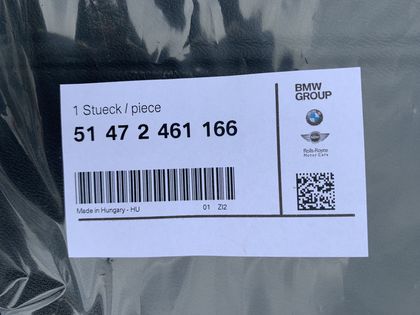 1 Stueck / piece
51 47 2 461 166
Made in Hungary - HU 01 ZI2
BMW
GROUP
Rolls-Royce
Motor Cars